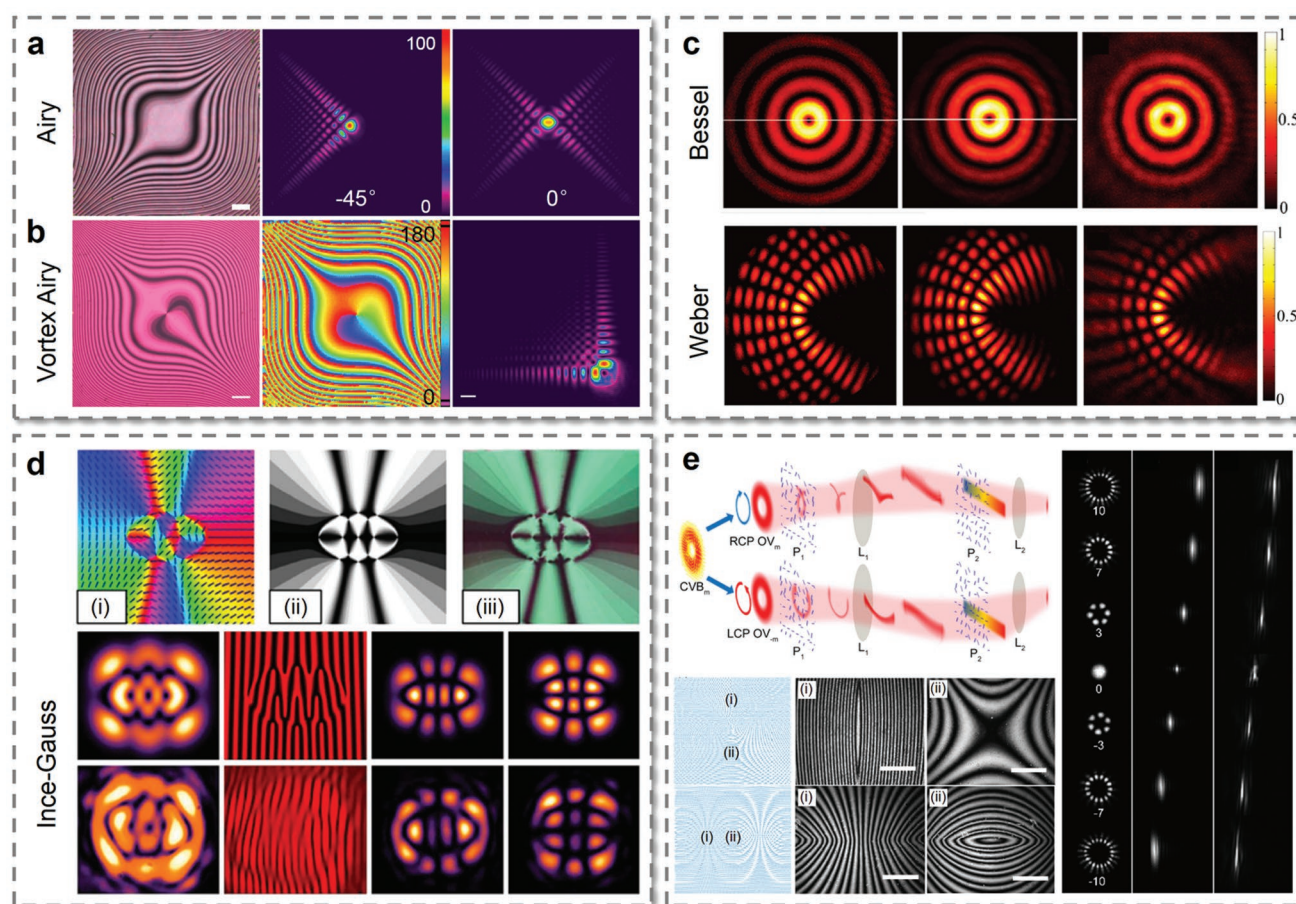 a
Airy
100
0
-45°
0°
b
Vortex Airy
180
0
c
Bessel
1
0.5
0
Weber
1
0.5
0
d
(i)
(ii)
(iii)
Ince-Gauss
e
RCP OVm
P1
L1
P2
L2
CVBm
LCP OV-m
P1
L1
P2
L2
(i)
(ii)
(i)
(ii)
(i)
(ii)
(i)
(ii)
10
7
3
0
-3
-7
-10